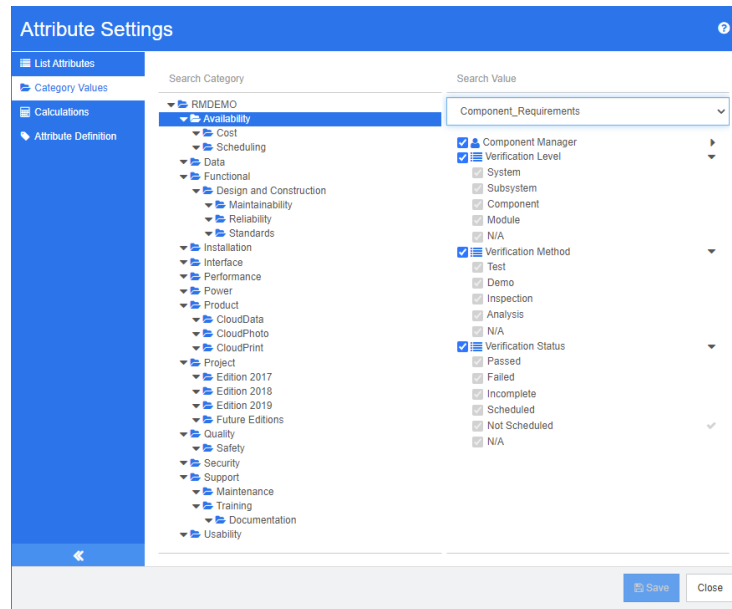 Attribute Settings
List Attributes
Category Values
Calculations
Attribute Definition
Search Category
RMDEMO
Availability
Cost
Scheduling
Data
Functional
Design and Construction
Maintainability
Reliability
Standards
Installation
Interface
Performance
Power
Product
CloudData
CloudPhoto
CloudPrint
Project
Edition 2017
Edition 2018
Edition 2019
Future Editions
Quality
Safety
Security
Support
Maintenance
Training
Documentation
Usability
Search Value
Component_Requirements
Component Manager
Verification Level
System
Subsystem
Component
Module
N/A
Verification Method
Test
Demo
Inspection
Analysis
N/A
Verification Status
Passed
Failed
Incomplete
Scheduled
Not Scheduled
N/A
Save
Close